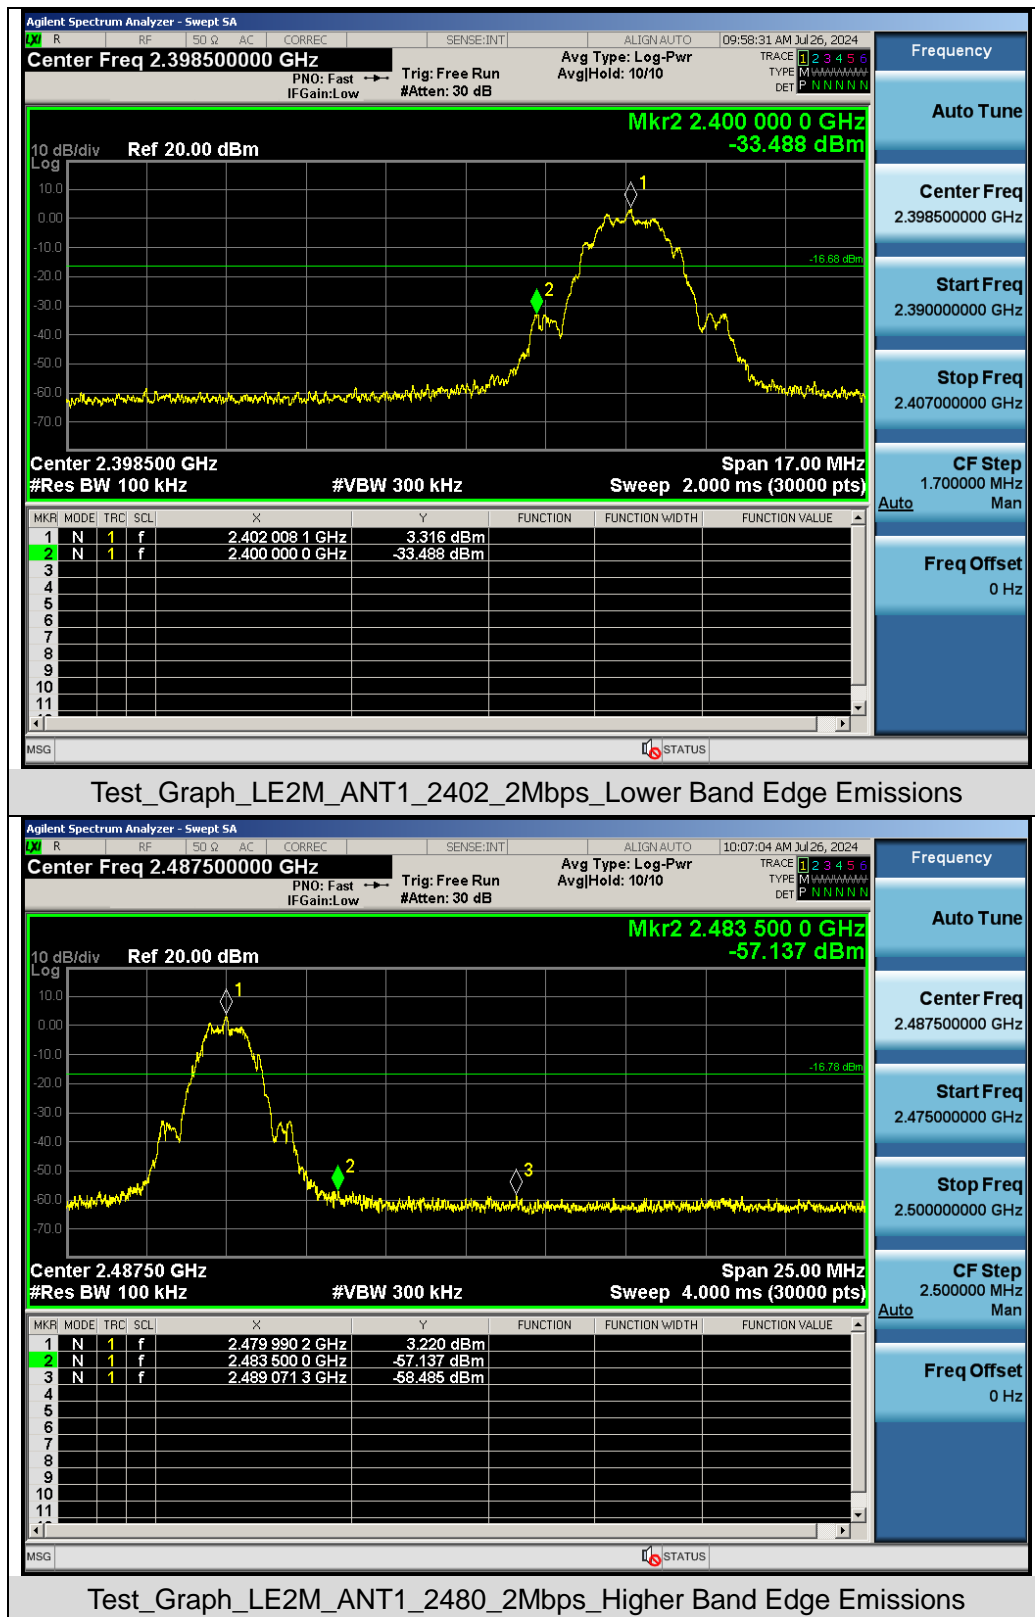 Agilent Spectrum Analyzer - Swept SA
LXI R RF 50 Ω AC CORREC SENSE:INT ALIGN AUTO 09:58:31 AM Jul 26, 2024
Center Freq 2.398500000 GHz
PNO: Fast
IFGain:Low
Trig: Free Run
#Atten: 30 dB
Avg Type: Log-Pwr
Avg|Hold: 10/10
TRACE 1 2 3 4 5 6
TYPE M
DET P N N N N N
Mkr2 2.400 000 0 GHz
-33.488 dBm
10 dB/div Ref 20.00 dBm
Log
10.0
0.00
-10.0
-20.0
-30.0
-40.0
-50.0
-60.0
-70.0
1
2
-16.68 dBm
Center 2.398500 GHz Span 17.00 MHz
#Res BW 100 kHz #VBW 300 kHz Sweep 2.000 ms (30000 pts)
MKR MODE TRC SCL X Y FUNCTION FUNCTION WIDTH FUNCTION VALUE
1 N 1 f 2.402 008 1 GHz 3.316 dBm
2 N 1 f 2.400 000 0 GHz -33.488 dBm
3
4
5
6
7
8
9
10
11
MSG STATUS
Frequency
Auto Tune
Center Freq
2.398500000 GHz
Start Freq
2.390000000 GHz
Stop Freq
2.407000000 GHz
CF Step
1.700000 MHz
Auto Man
Freq Offset
0 Hz
Test_Graph_LE2M_ANT1_2402_2Mbps_Lower Band Edge Emissions
Agilent Spectrum Analyzer - Swept SA
LXI R RF 50 Ω AC CORREC SENSE:INT ALIGN AUTO 10:07:04 AM Jul 26, 2024
Center Freq 2.487500000 GHz
PNO: Fast
IFGain:Low
Trig: Free Run
#Atten: 30 dB
Avg Type: Log-Pwr
Avg|Hold: 10/10
TRACE 1 2 3 4 5 6
TYPE M
DET P N N N N N
Mkr2 2.483 500 0 GHz
-57.137 dBm
10 dB/div Ref 20.00 dBm
Log
10.0
0.00
-10.0
-20.0
-30.0
-40.0
-50.0
-60.0
-70.0
1
2
3
-16.78 dBm
Center 2.48750 GHz Span 25.00 MHz
#Res BW 100 kHz #VBW 300 kHz Sweep 4.000 ms (30000 pts)
MKR MODE TRC SCL X Y FUNCTION FUNCTION WIDTH FUNCTION VALUE
1 N 1 f 2.479 990 2 GHz 3.220 dBm
2 N 1 f 2.483 500 0 GHz -57.137 dBm
3 N 1 f 2.489 071 3 GHz -58.485 dBm
4
5
6
7
8
9
10
11
MSG STATUS
Frequency
Auto Tune
Center Freq
2.487500000 GHz
Start Freq
2.475000000 GHz
Stop Freq
2.500000000 GHz
CF Step
2.500000 MHz
Auto Man
Freq Offset
0 Hz
Test_Graph_LE2M_ANT1_2480_2Mbps_Higher Band Edge Emissions